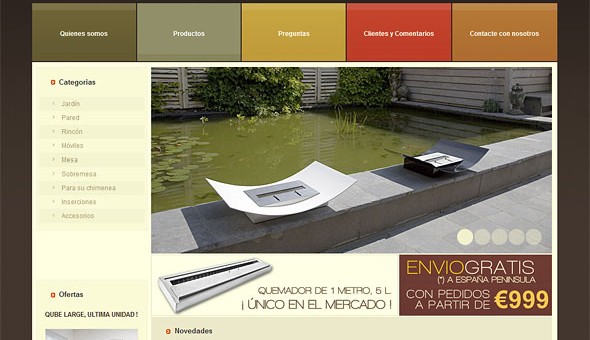 Quienes somos
Productos
Preguntas
Clientes y Comentarios
Contacte con nosotros
Categorias
Jardín
Pared
Rincón
Móviles
Mesa
Sobremesa
Para su chimenea
Inserciones
Accesorios
QUEMADOR DE 1 METRO, 5 L.
¡ ÚNICO EN EL MERCADO !
ENVIOGRATIS
(*) A ESPAÑA PENINSULA
CON PEDIDOS
A PARTIR DE €999
Ofertas
QUBE LARGE, ULTIMA UNIDAD!
Novedades